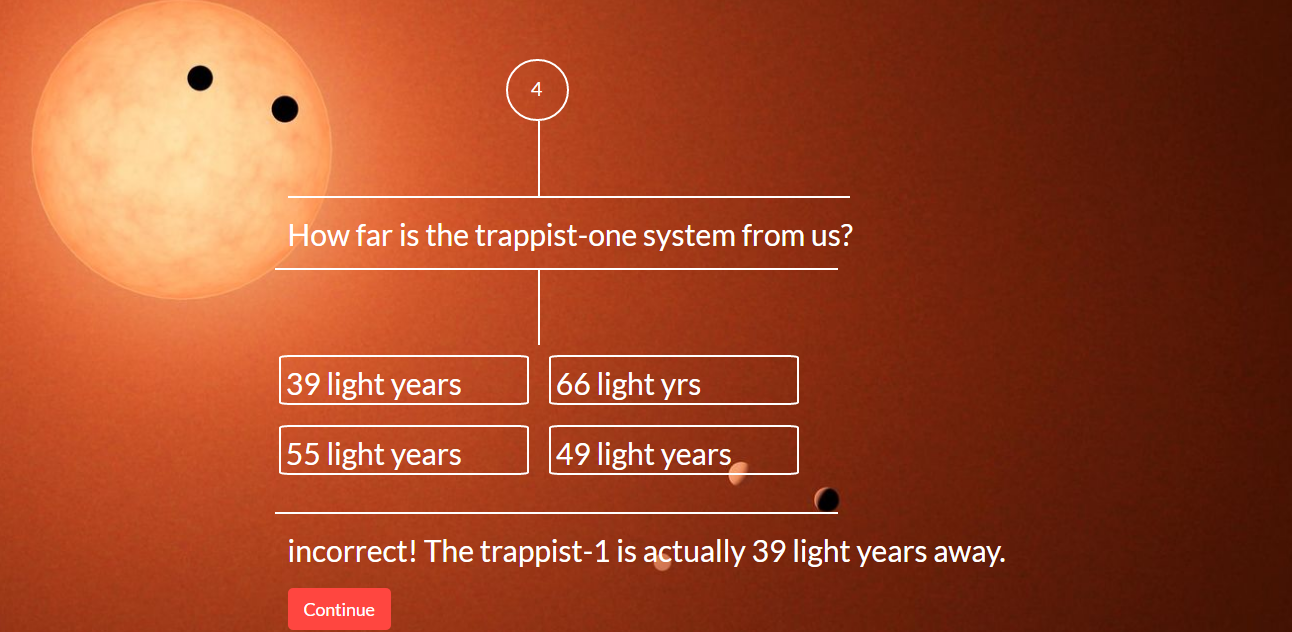 4
How far is the trappist-one system from us?
39 light years
66 light yrs
55 light years
49 light years
incorrect! The trappist-1 is actually 39 light years away.
Continue